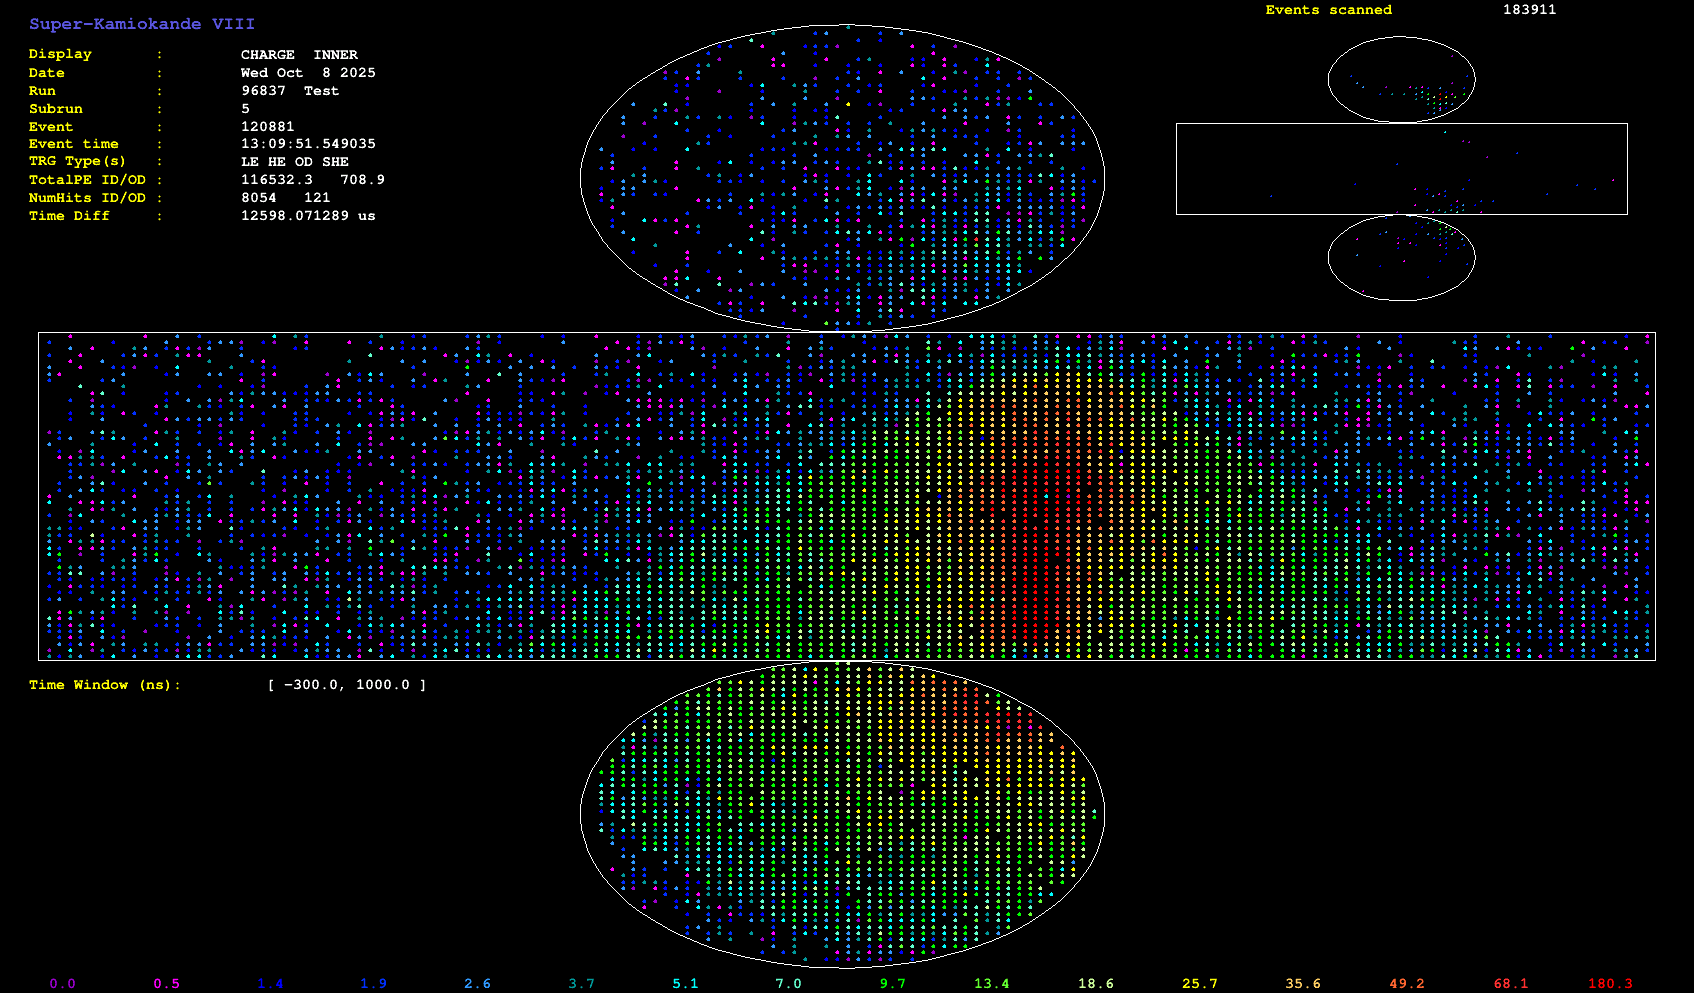 Super-Kamiokande VIII
Events scanned 183911
Display : CHARGE INNER
Date : Wed Oct 8 2025
Run : 96837 Test
Subrun : 5
Event : 120881
Event time : 13:09:51.549035
TRG Type(s) : LE HE OD SHE
TotalPE ID/OD : 116532.3 708.9
NumHits ID/OD : 8054 121
Time Diff : 12598.071289 us
Time Window (ns): [ -300.0, 1000.0 ]
0.0 0.5 1.4 1.9 2.6 3.7 5.1 7.0 9.7 13.4 18.6 25.7 35.6 49.2 68.1 180.3